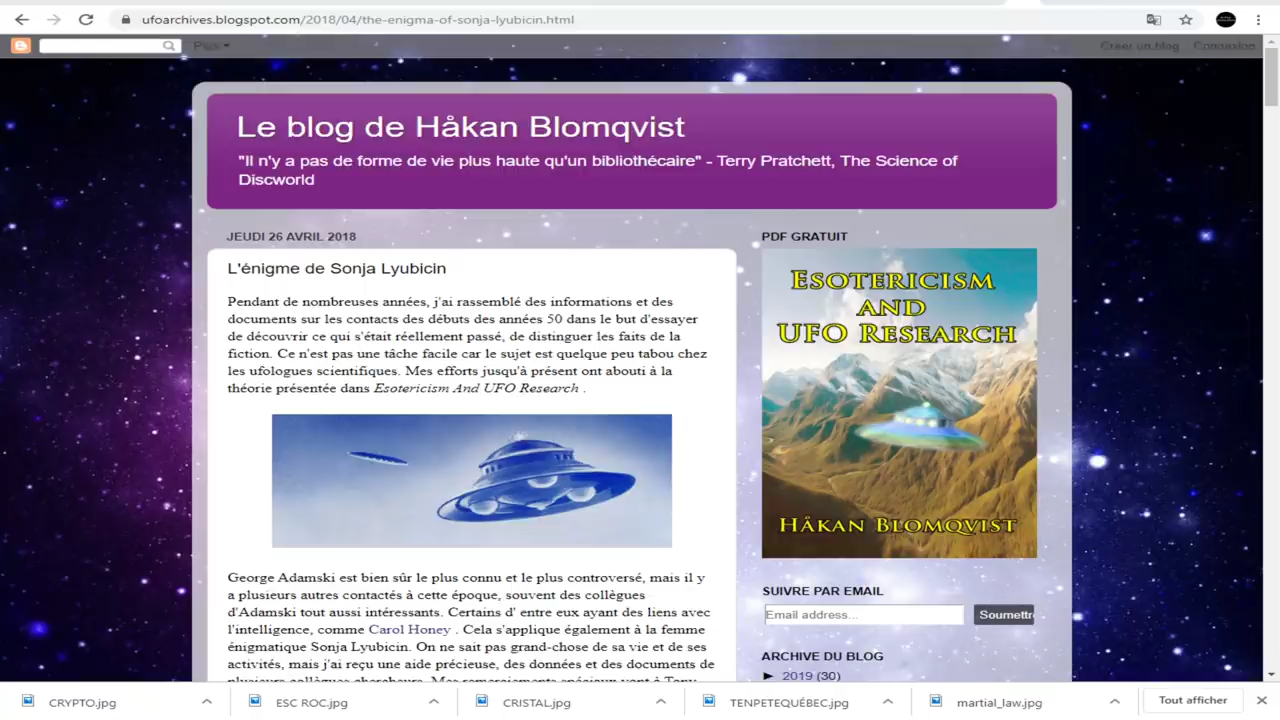 ufoarchives.blogspot.com/2018/04/the-enigma-of-sonja-lyubicin.html
Plus
Créer un blog Connexion
Le blog de Håkan Blomqvist
"Il n'y a pas de forme de vie plus haute qu'un bibliothécaire" - Terry Pratchett, The Science of
Discworld
JEUDI 26 AVRIL 2018
L'énigme de Sonja Lyubicin
Pendant de nombreuses années, j'ai rassemblé des informations et des
documents sur les contacts des débuts des années 50 dans le but d'essayer
de découvrir ce qui s'était réellement passé, de distinguer les faits de la
fiction. Ce n'est pas une tâche facile car le sujet est quelque peu tabou chez
les ufologues scientifiques. Mes efforts jusqu'à présent ont abouti à la
théorie présentée dans Esotericism And UFO Research .
George Adamski est bien sûr le plus connu et le plus controversé, mais il y
a plusieurs autres contactés à cette époque, souvent des collègues
d'Adamski tout aussi intéressants. Certains d' entre eux ayant des liens avec
l'intelligence, comme Carol Honey . Cela s'applique également à la femme
énigmatique Sonja Lyubicin. On ne sait pas grand-chose de sa vie et de ses
activités, mais j'ai reçu une aide précieuse, des données et des documents de
plusieurs collègues chercheurs. Mes remerciements spéciaux vont à Tony
PDF GRATUIT
ESOTERICISM
AND
UFO RESEARCH
HÅKAN BLOMQVIST
SUIVRE PAR EMAIL
Email address...
Soumettr
ARCHIVE DU BLOG
► 2019 (30)
CRYPTO.jpg
ESC ROC.jpg
CRISTAL.jpg
TENPETEQUÉBEC.jpg
martial_law.jpg
Tout afficher